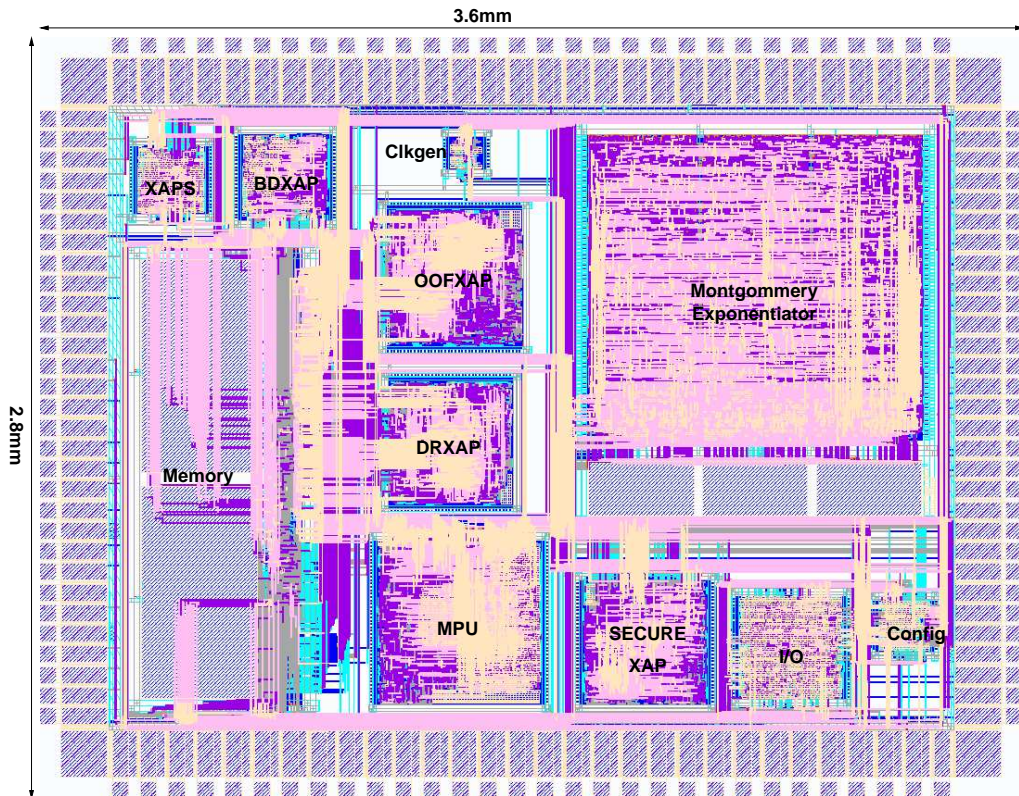 3.6mm
Clkgen
XAPS
BDXAP
OOFXAP
Montgommery
Exponentiator
2.8mm
DRXAP
Memory
MPU
SECURE
XAP
I/O
Config